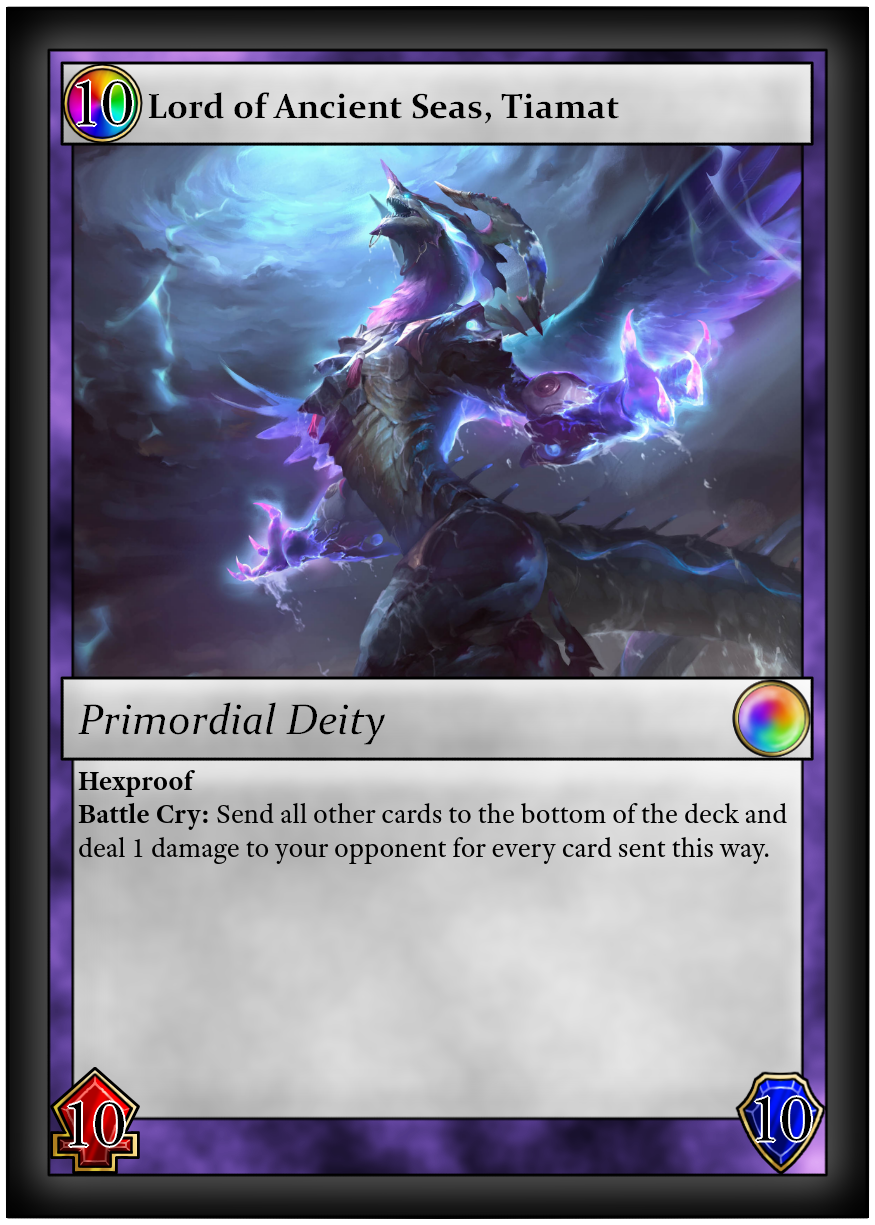 10 Lord of Ancient Seas, Tiamat
Primordial Deity
Hexproof
Battle Cry: Send all other cards to the bottom of the deck and
deal 1 damage to your opponent for every card sent this way.
10
10